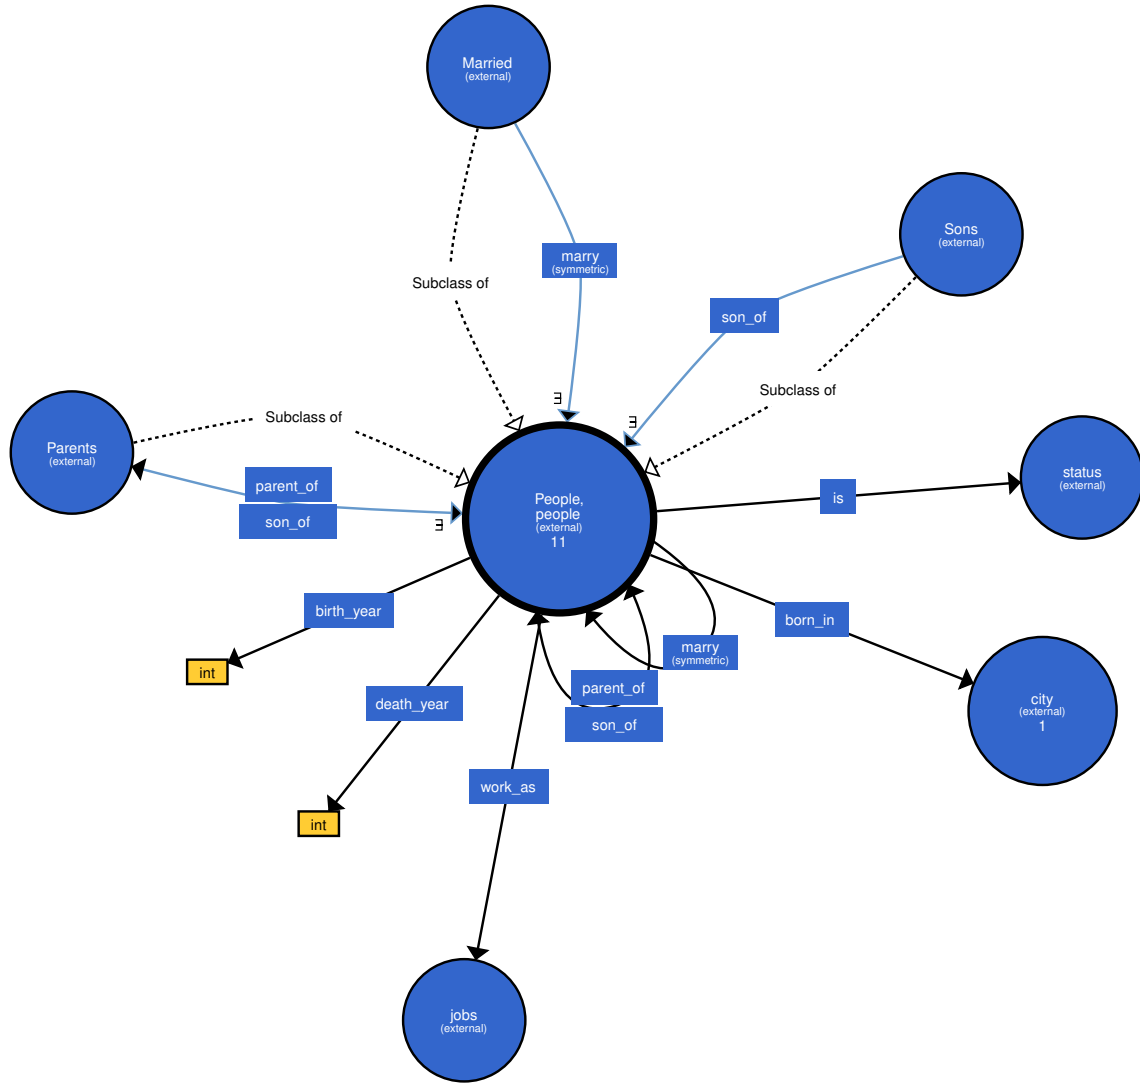 Married
(external)
Sons
(external)
marry
(symmetric)
Subclass of
son_of
Subclass of
∃
∃
Subclass of
Parents
(external)
status
(external)
parent_of
son_of
∃
is
People,
people
(external)
11
birth_year
born_in
marry
(symmetric)
int
parent_of
son_of
death_year
city
(external)
1
work_as
int
jobs
(external)